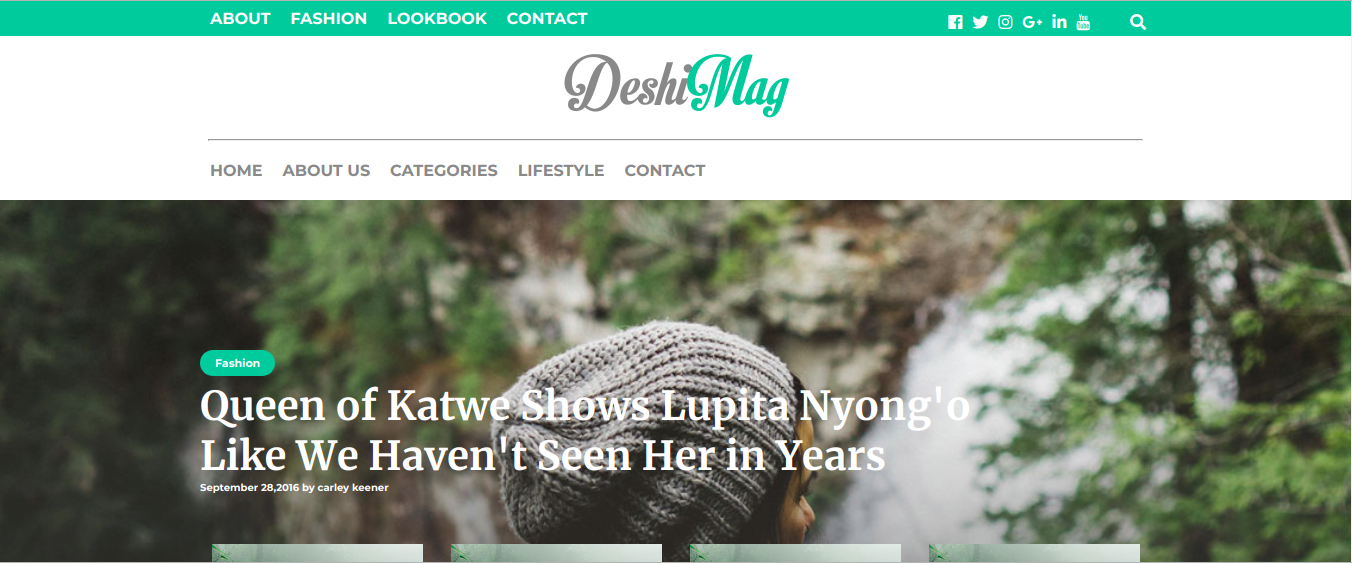 ABOUT FASHION LOOKBOOK CONTACT
DeshiMag
HOME ABOUT US CATEGORIES LIFESTYLE CONTACT
Fashion
Queen of Katwe Shows Lupita Nyong'o
Like We Haven't Seen Her in Years
September 28,2016 by carley keener